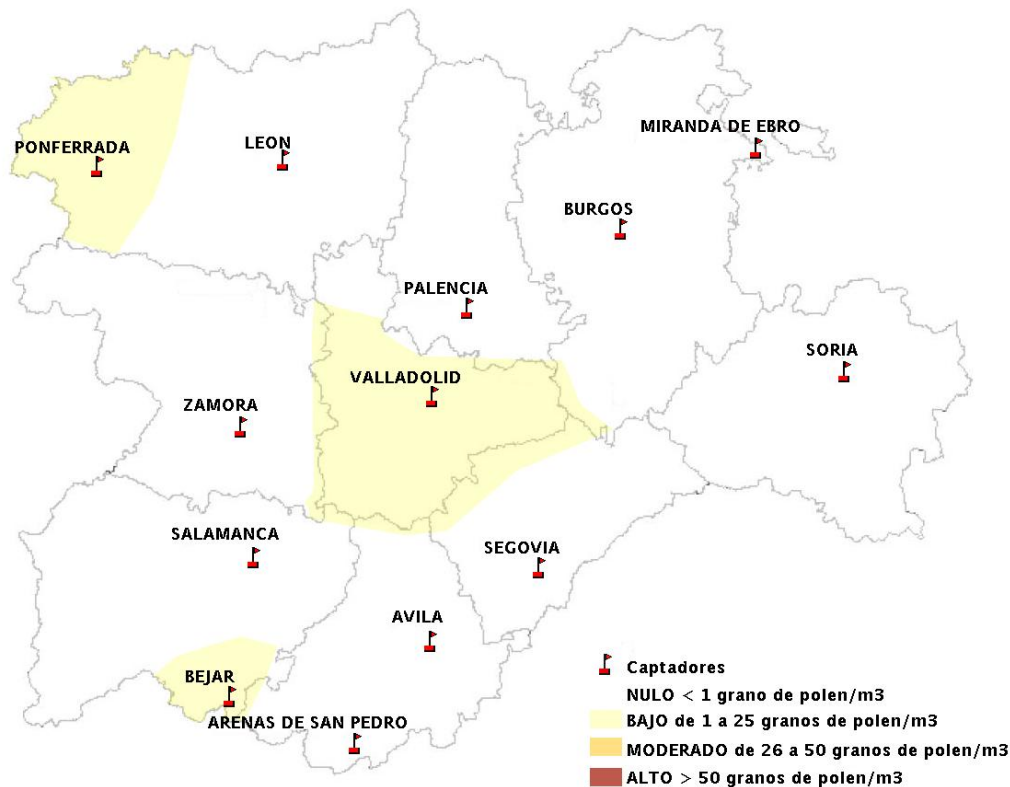 MIRANDA DE EBRO
PONFERRADA
LEON
BURGOS
PALENCIA
SORIA
VALLADOLID
ZAMORA
SALAMANCA
SEGOVIA
AVILA
BEJAR
ARENAS DE SAN PEDRO
Captadores
NULO < 1 grano de polen/m3
BAJO de 1 a 25 granos de polen/m3
MODERADO de 26 a 50 granos de polen/m3
ALTO > 50 granos de polen/m3